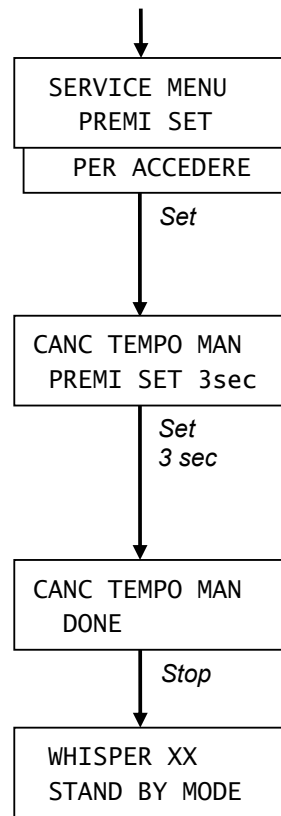 SERVICE MENU
PREMI SET
PER ACCEDERE
Set
CANC TEMPO MAN
PREMI SET 3sec
Set
3 sec
CANC TEMPO MAN
DONE
Stop
WHISPER XX
STAND BY MODE